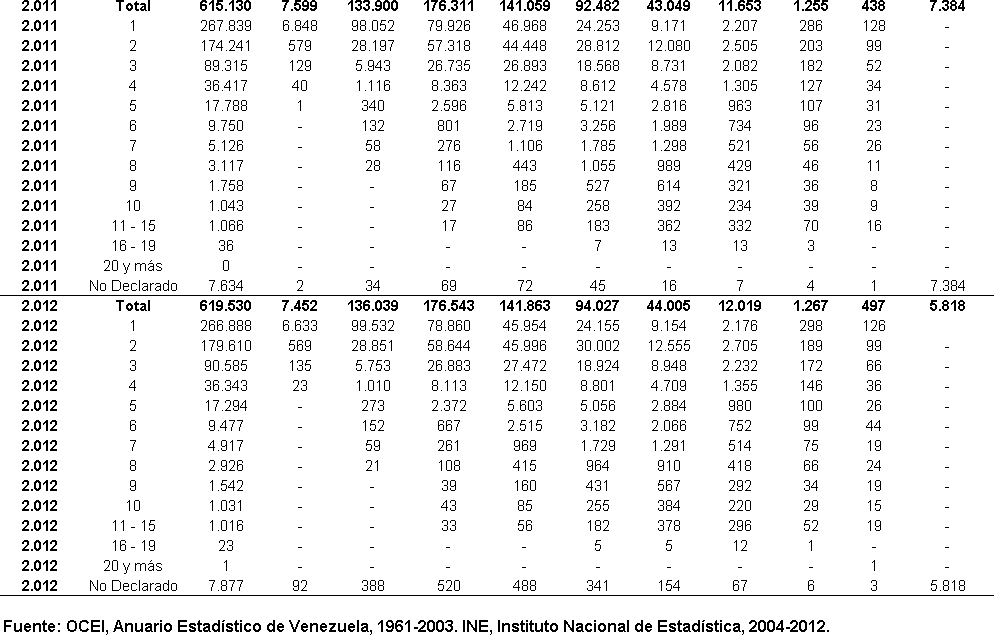 2.011 Total 615.130 7.599 133.900 176.311 141.059 92.482 43.049 11.653 1.255 438 7.384
2.011 1 267.839 6.848 98.052 79.926 46.968 24.253 9.171 2.207 286 128 -
2.011 2 174.241 579 28.197 57.318 44.448 28.812 12.080 2.505 203 99 -
2.011 3 89.315 129 5.943 26.735 26.893 18.568 8.731 2.082 182 52 -
2.011 4 36.417 40 1.116 8.363 12.242 8.612 4.578 1.305 127 34 -
2.011 5 17.788 1 340 2.596 5.813 5.121 2.816 963 107 31 -
2.011 6 9.750 - 132 801 2.719 3.256 1.989 734 96 23 -
2.011 7 5.126 - 58 276 1.106 1.785 1.298 521 56 26 -
2.011 8 3.117 - 28 116 443 1.055 989 429 46 11 -
2.011 9 1.758 - - 67 185 527 614 321 36 8 -
2.011 10 1.043 - - 27 84 258 392 234 39 9 -
2.011 11 - 15 1.066 - - 17 86 183 362 332 70 16 -
2.011 16 - 19 36 - - - - 7 13 13 3 - -
2.011 20 y más 0 - - - - - - - - - -
2.011 No Declarado 7.634 2 34 69 72 45 16 7 4 1 7.384
2.012 Total 619.530 7.452 136.039 176.543 141.863 94.027 44.005 12.019 1.267 497 5.818
2.012 1 266.888 6.633 99.532 78.860 45.954 24.155 9.154 2.176 298 126
2.012 2 179.610 569 28.851 58.644 45.996 30.002 12.555 2.705 189 99 -
2.012 3 90.585 135 5.753 26.883 27.472 18.924 8.948 2.232 172 66 -
2.012 4 36.343 23 1.010 8.113 12.150 8.801 4.709 1.355 146 36 -
2.012 5 17.294 - 273 2.372 5.603 5.056 2.884 980 100 26 -
2.012 6 9.477 - 152 667 2.515 3.182 2.066 752 99 44 -
2.012 7 4.917 - 59 261 969 1.729 1.291 514 75 19 -
2.012 8 2.926 - 21 108 415 964 910 418 66 24 -
2.012 9 1.542 - - 39 160 431 567 292 34 19 -
2.012 10 1.031 - - 43 85 255 384 220 29 15 -
2.012 11 - 15 1.016 - - 33 56 182 378 296 52 19 -
2.012 16 - 19 23 - - - - 5 5 12 1 - -
2.012 20 y más 1 - - - - - - - - 1 -
2.012 No Declarado 7.877 92 388 520 488 341 154 67 6 3 5.818
Fuente: OCEI, Anuario Estadístico de Venezuela, 1961-2003. INE, Instituto Nacional de Estadística, 2004-2012.